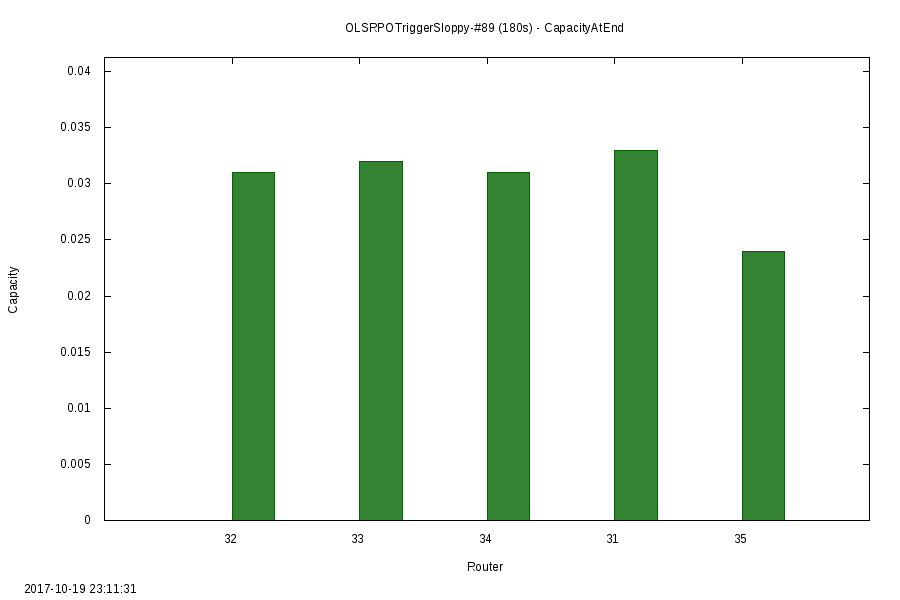 OLSRPOTriggerSloppy-#89 (180s) - CapacityAtEnd
0.04
0.035
0.03
0.025
0.02
0.015
0.01
0.005
0
Capacity
32 33 34 31 35
Router
2017-10-19 23:11:31